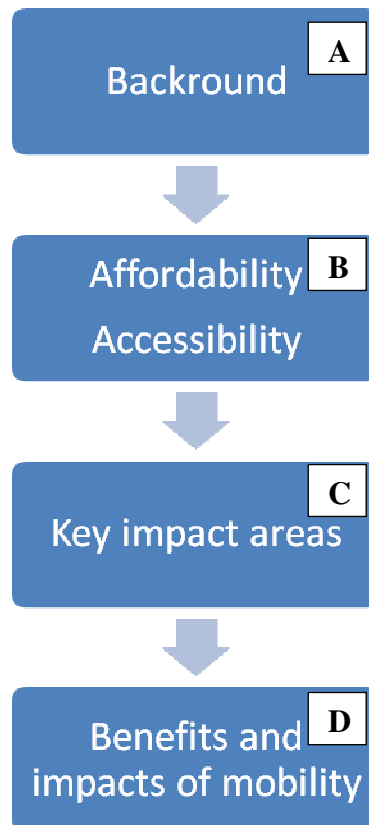 A
Backround
B
Affordability
Accessibility
C
Key impact areas
D
Benefits and
impacts of mobility